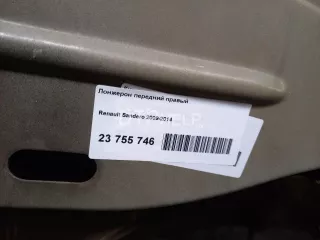 Лонжерон передний правый
Renault Sandero 2009-2014
23 755 746